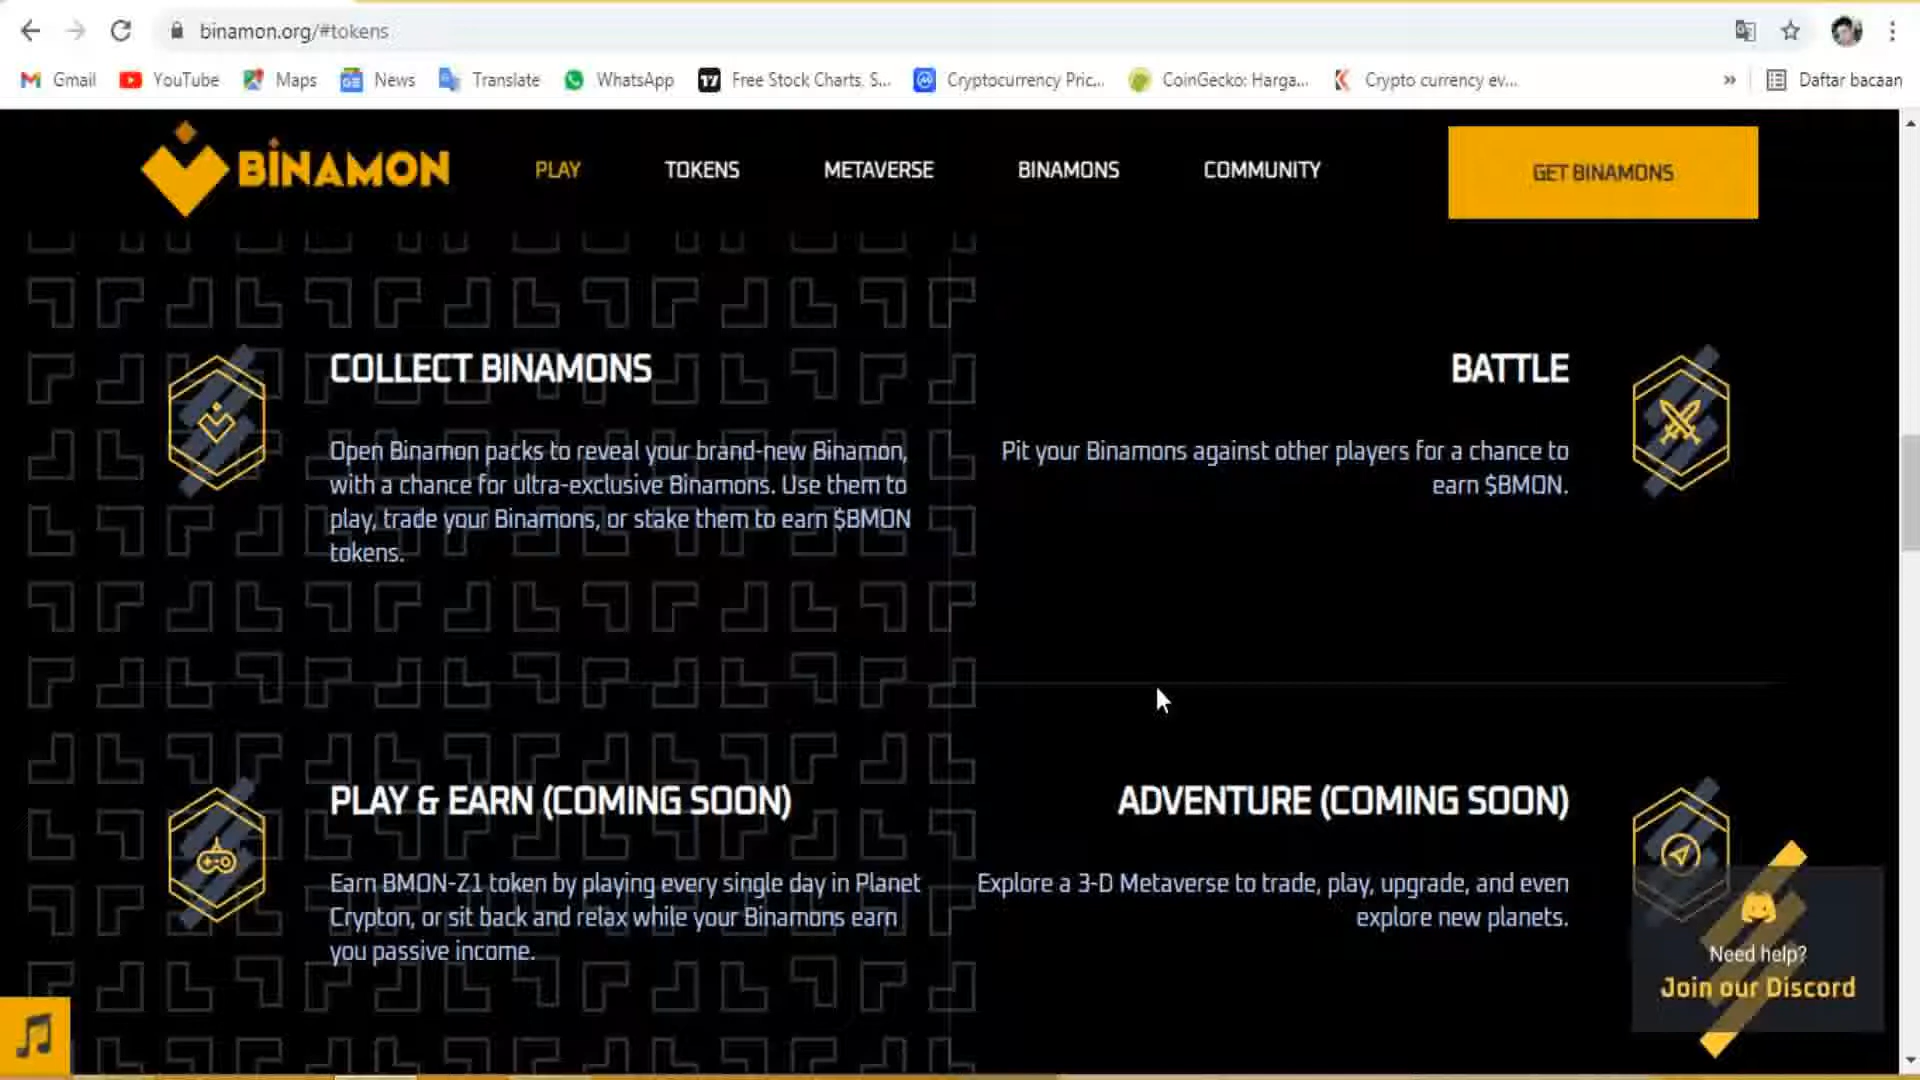 binamon.org/#tokens
Gmail YouTube Maps News Translate WhatsApp Free Stock Charts, S... Cryptocurrency Pric... CoinGecko: Harga... Crypto currency ev... » Daftar bacaan
BINAMON PLAY TOKENS METAVERSE BINAMONS COMMUNITY GET BINAMONS
COLLECT BINAMONS
Open Binamon packs to reveal your brand-new Binamon,
with a chance for ultra-exclusive Binamons. Use them to
play, trade your Binamons, or stake them to earn $BMON
tokens.
BATTLE
Pit your Binamons against other players for a chance to
earn $BMON.
PLAY & EARN (COMING SOON)
Earn BMON-Z1 token by playing every single day in Planet
Crypton, or sit back and relax while your Binamons earn
you passive income.
ADVENTURE (COMING SOON)
Explore a 3-D Metaverse to trade, play, upgrade, and even
explore new planets.
Need help?
Join our Discord